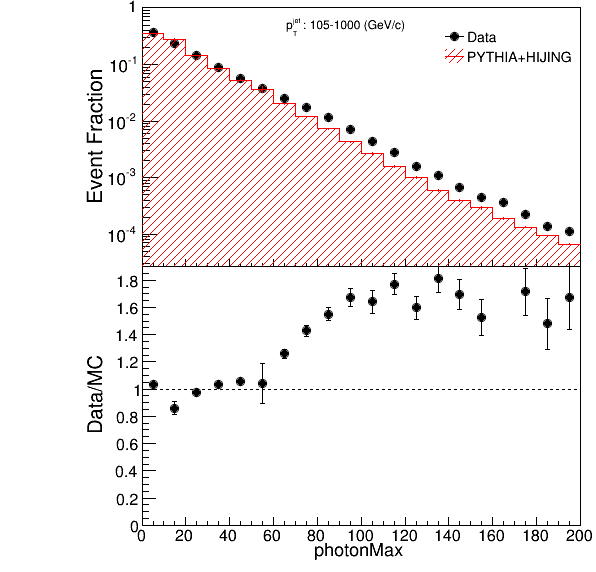 1
p_T^jet : 105-1000 (GeV/c)
Data
PYTHIA+HIJING
10^-1
10^-2
10^-3
10^-4
Event Fraction
1.8
1.6
1.4
1.2
1
0.8
0.6
0.4
0.2
0
Data/MC
0 20 40 60 80 100 120 140 160 180 200
photonMax